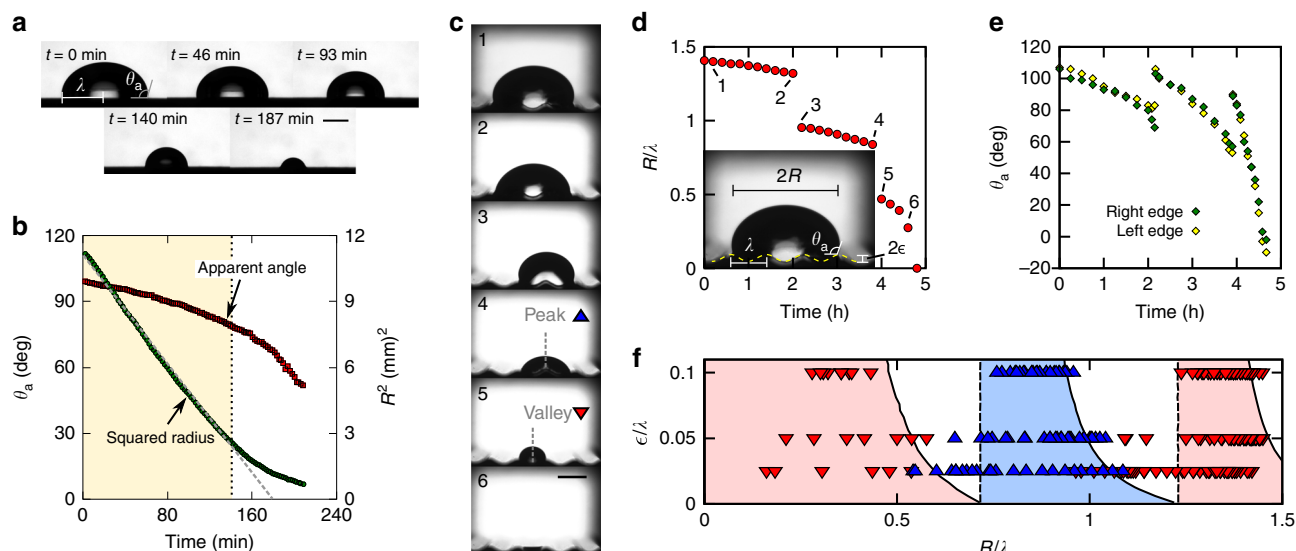 a
t = 0 min
t = 46 min
t = 93 min
λ
θa
t = 140 min
t = 187 min
b
120
90
60
30
0
θa (deg)
0
80
160
240
Time (min)
12
9
6
3
0
R² (mm)²
Apparent angle
Squared radius
c
1
2
3
4
Peak
5
Valley
6
d
1.5
1
0.5
0
R/λ
0
1
2
3
4
5
Time (h)
1
2
3
4
5
6
2R
λ
θa
2ϵ
e
120
100
80
60
40
20
0
−20
θa (deg)
0
1
2
3
4
5
Time (h)
Right edge
Left edge
f
0.1
0.05
0
ϵ/λ
0
0.5
1
1.5
R/λ